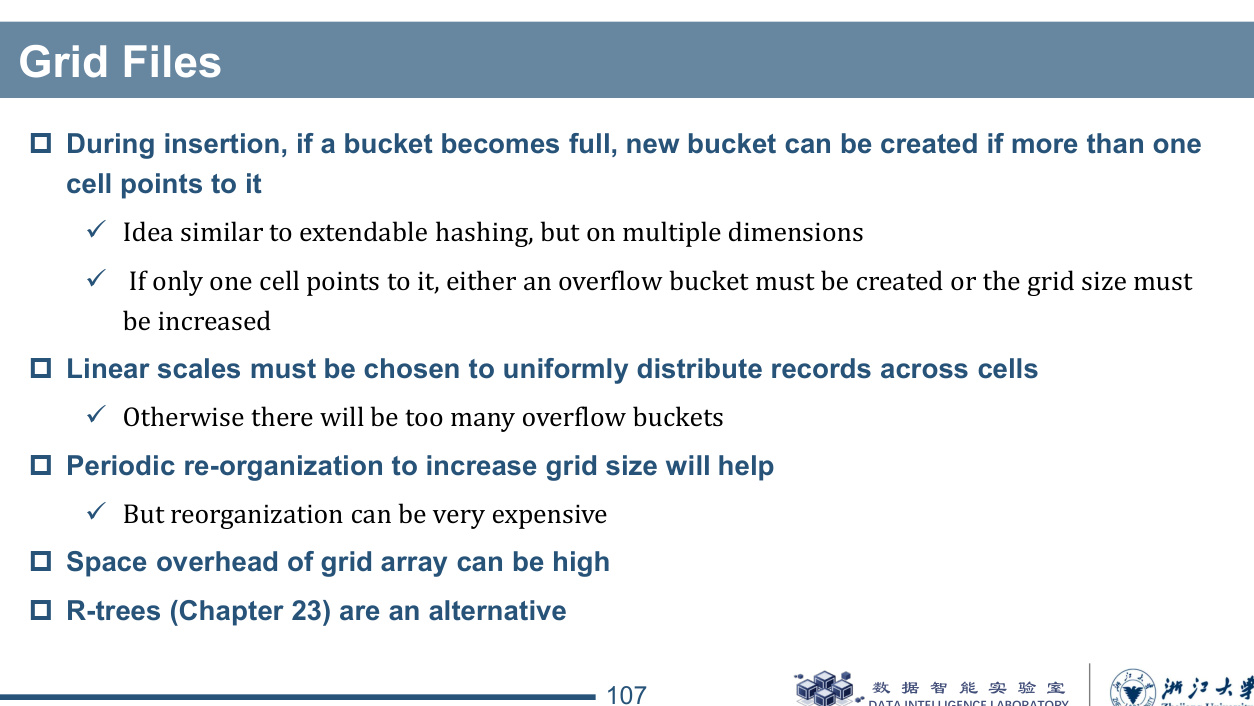 Grid Files
During insertion, if a bucket becomes full, new bucket can be created if more than one
cell points to it
Idea similar to extendable hashing, but on multiple dimensions
If only one cell points to it, either an overflow bucket must be created or the grid size must
be increased
Linear scales must be chosen to uniformly distribute records across cells
Otherwise there will be too many overflow buckets
Periodic re-organization to increase grid size will help
But reorganization can be very expensive
Space overhead of grid array can be high
R-trees (Chapter 23) are an alternative
107
数据智能实验室
DATA INTELLIGENCE LABORATORY
浙江大学